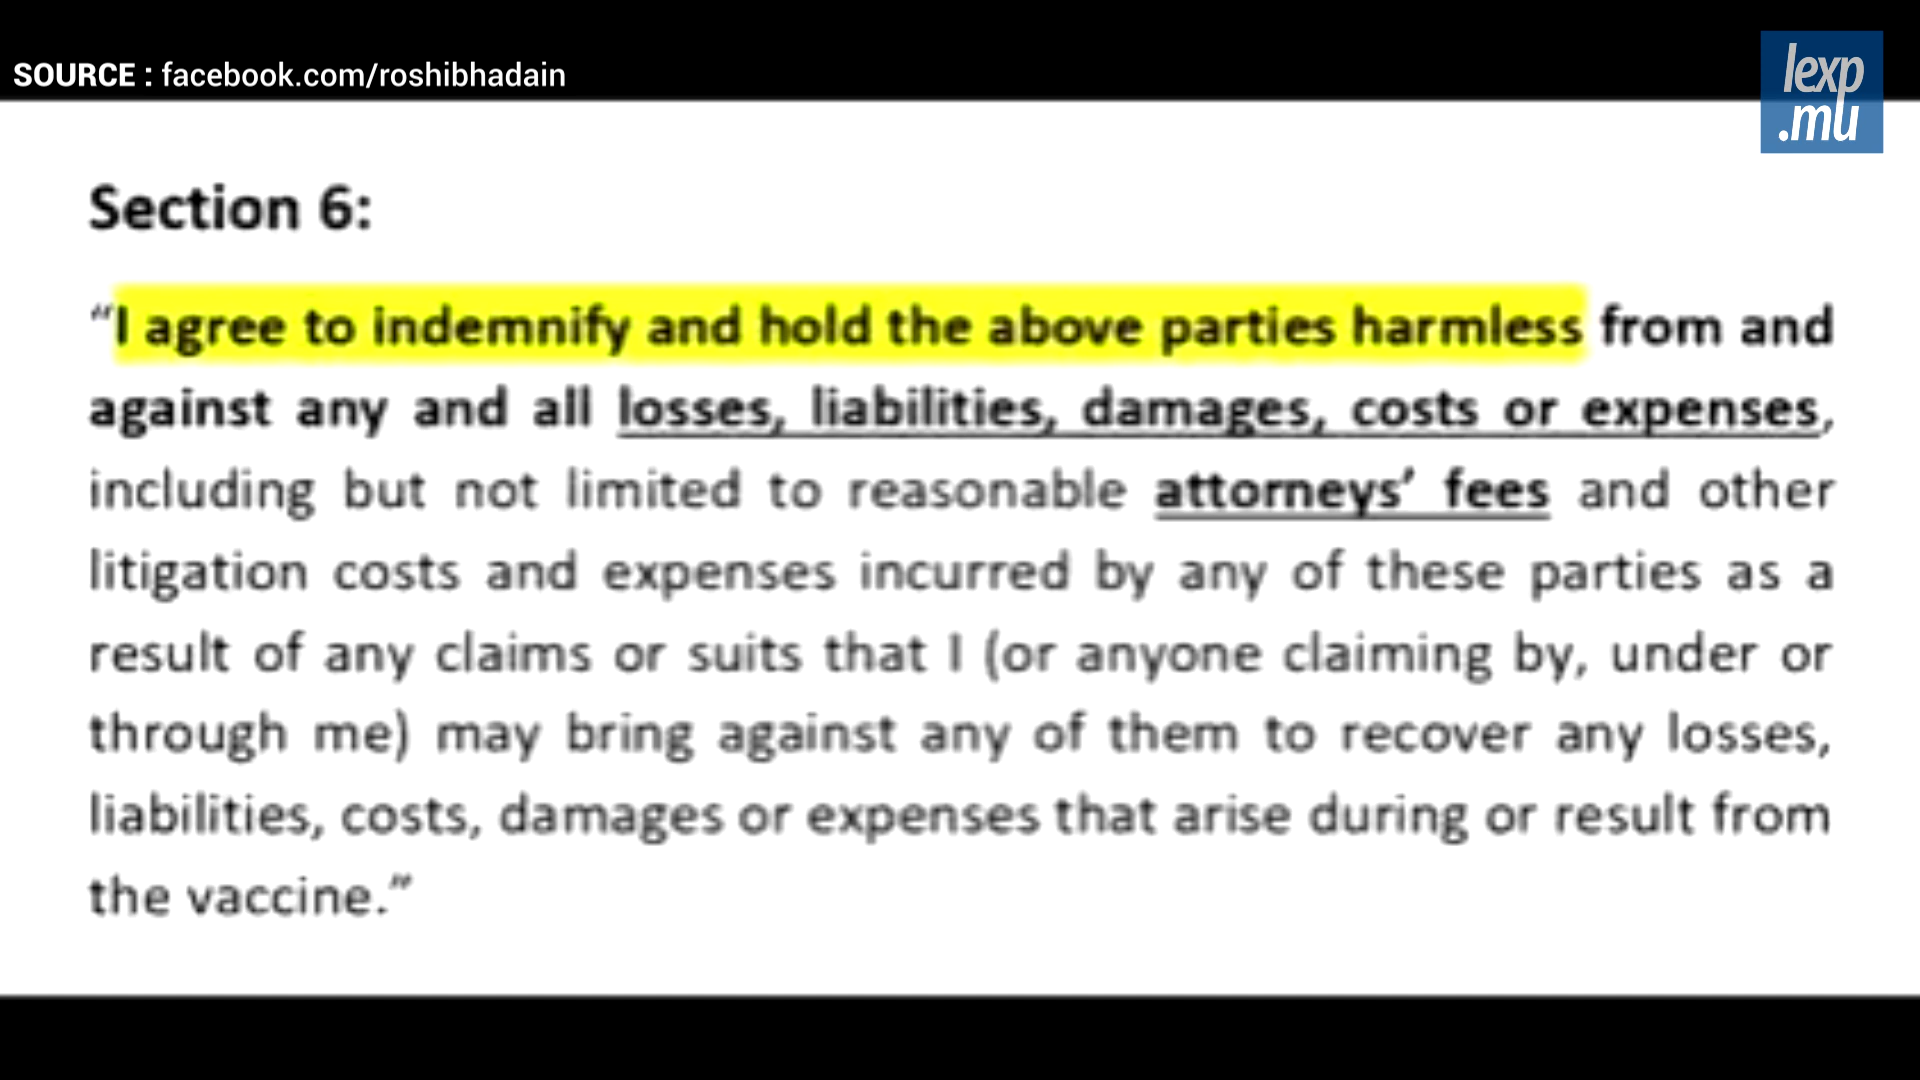 SOURCE : facebook.com/roshibhadain
lexp
.mu
Section 6:
“I agree to indemnify and hold the above parties harmless from and
against any and all losses, liabilities, damages, costs or expenses,
including but not limited to reasonable attorneys’ fees and other
litigation costs and expenses incurred by any of these parties as a
result of any claims or suits that I (or anyone claiming by, under or
through me) may bring against any of them to recover any losses,
liabilities, costs, damages or expenses that arise during or result from
the vaccine.”